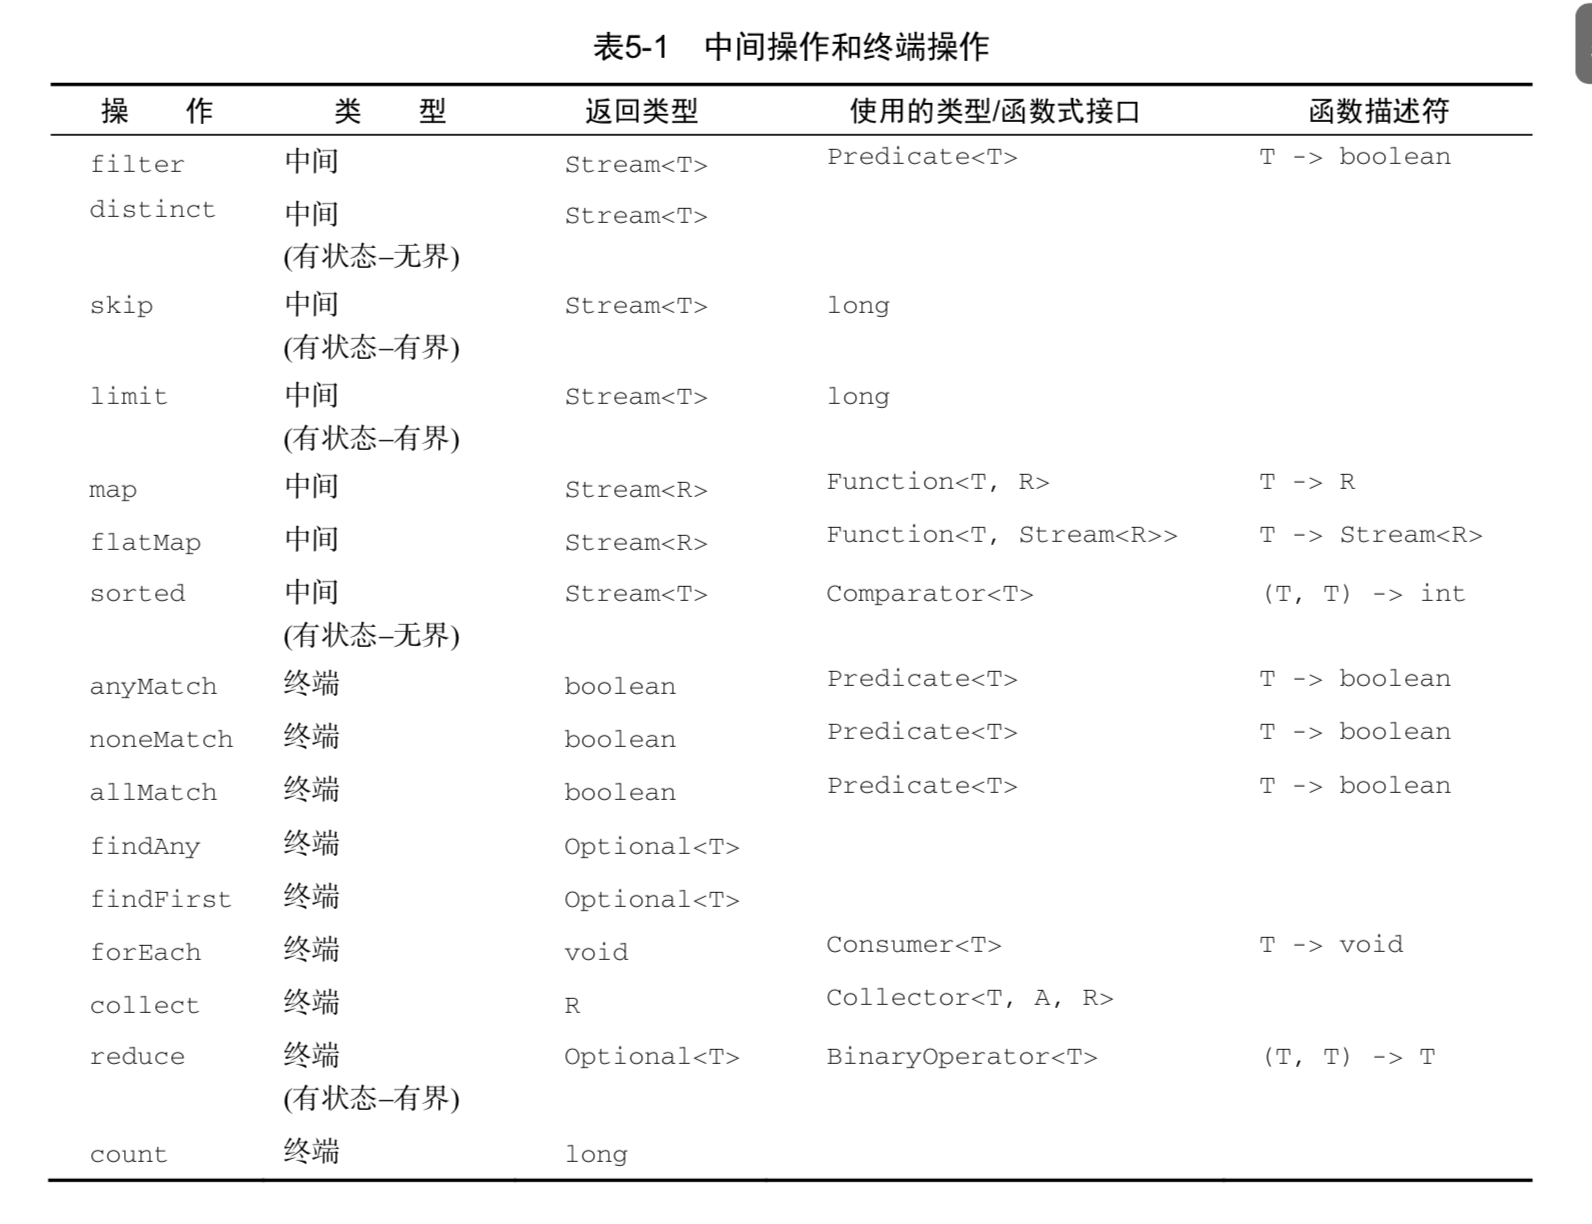 表5-1 中间操作和终端操作
操 作 类 型 返回类型 使用的类型/函数式接口 函数描述符
filter 中间 Stream<T> Predicate<T> T -> boolean
distinct 中间 Stream<T>
(有状态–无界)
skip 中间 Stream<T> long
(有状态–有界)
limit 中间 Stream<T> long
(有状态–有界)
map 中间 Stream<R> Function<T, R> T -> R
flatMap 中间 Stream<R> Function<T, Stream<R>> T -> Stream<R>
sorted 中间 Stream<T> Comparator<T> (T, T) -> int
(有状态–无界)
anyMatch 终端 boolean Predicate<T> T -> boolean
noneMatch 终端 boolean Predicate<T> T -> boolean
allMatch 终端 boolean Predicate<T> T -> boolean
findAny 终端 Optional<T>
findFirst 终端 Optional<T>
forEach 终端 void Consumer<T> T -> void
collect 终端 R Collector<T, A, R>
reduce 终端 Optional<T> BinaryOperator<T> (T, T) -> T
(有状态–有界)
count 终端 long